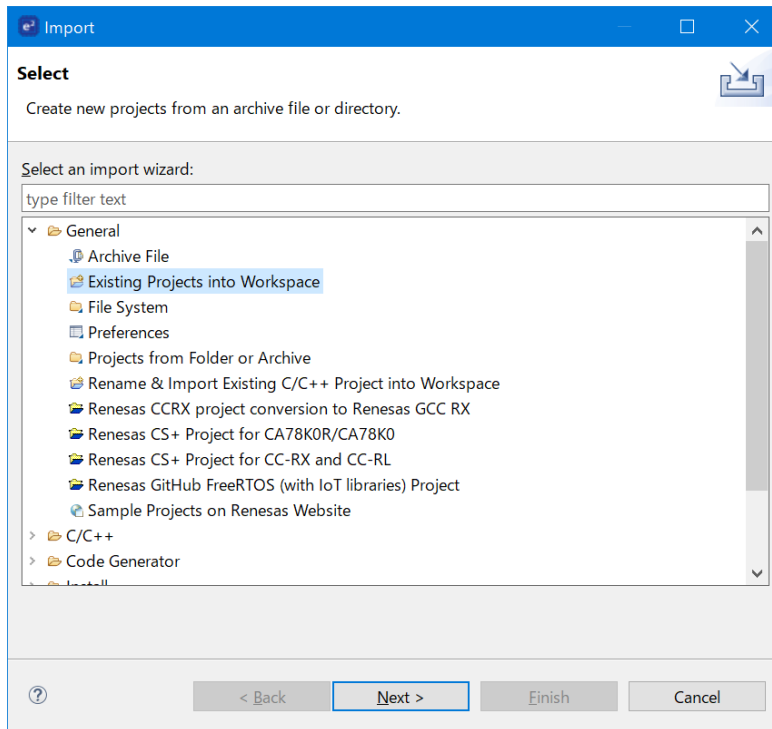 e² Import
Select
Create new projects from an archive file or directory.
Select an import wizard:
type filter text
General
Archive File
Existing Projects into Workspace
File System
Preferences
Projects from Folder or Archive
Rename & Import Existing C/C++ Project into Workspace
Renesas CCRX project conversion to Renesas GCC RX
Renesas CS+ Project for CA78K0R/CA78K0
Renesas CS+ Project for CC-RX and CC-RL
Renesas GitHub FreeRTOS (with IoT libraries) Project
Sample Projects on Renesas Website
C/C++
Code Generator
Install
? < Back Next > Finish Cancel